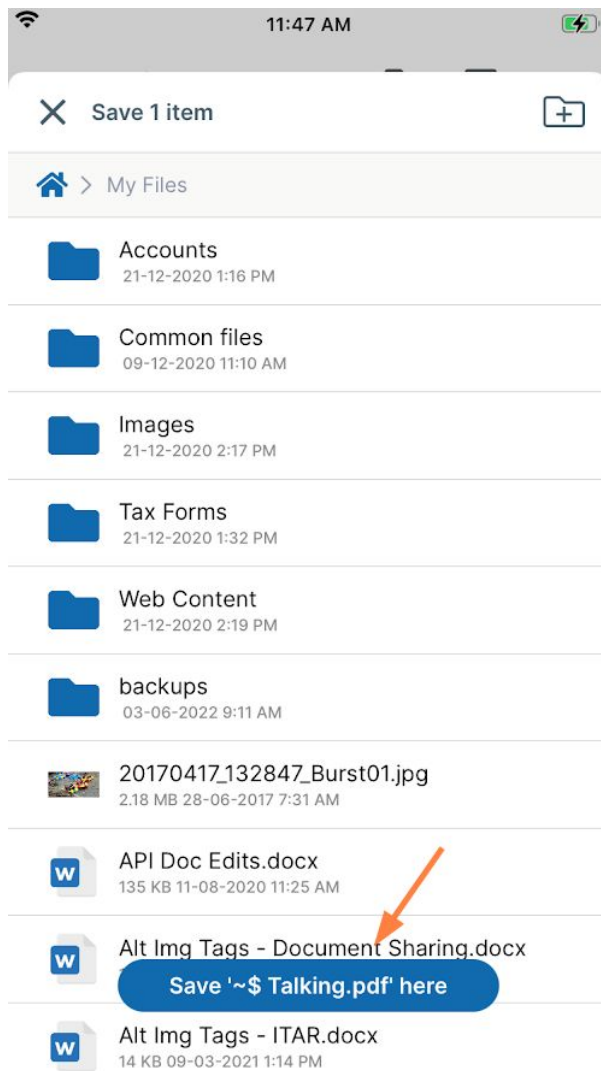 11:47 AM
Save 1 item
My Files
Accounts
21-12-2020 1:16 PM
Common files
09-12-2020 11:10 AM
Images
21-12-2020 2:17 PM
Tax Forms
21-12-2020 1:32 PM
Web Content
21-12-2020 2:19 PM
backups
03-06-2022 9:11 AM
20170417_132847_Burst01.jpg
2.18 MB 28-06-2017 7:31 AM
API Doc Edits.docx
135 KB 11-08-2020 11:25 AM
Alt Img Tags - Document Sharing.docx
Save '~$ Talking.pdf' here
Alt Img Tags - ITAR.docx
14 KB 09-03-2021 1:14 PM